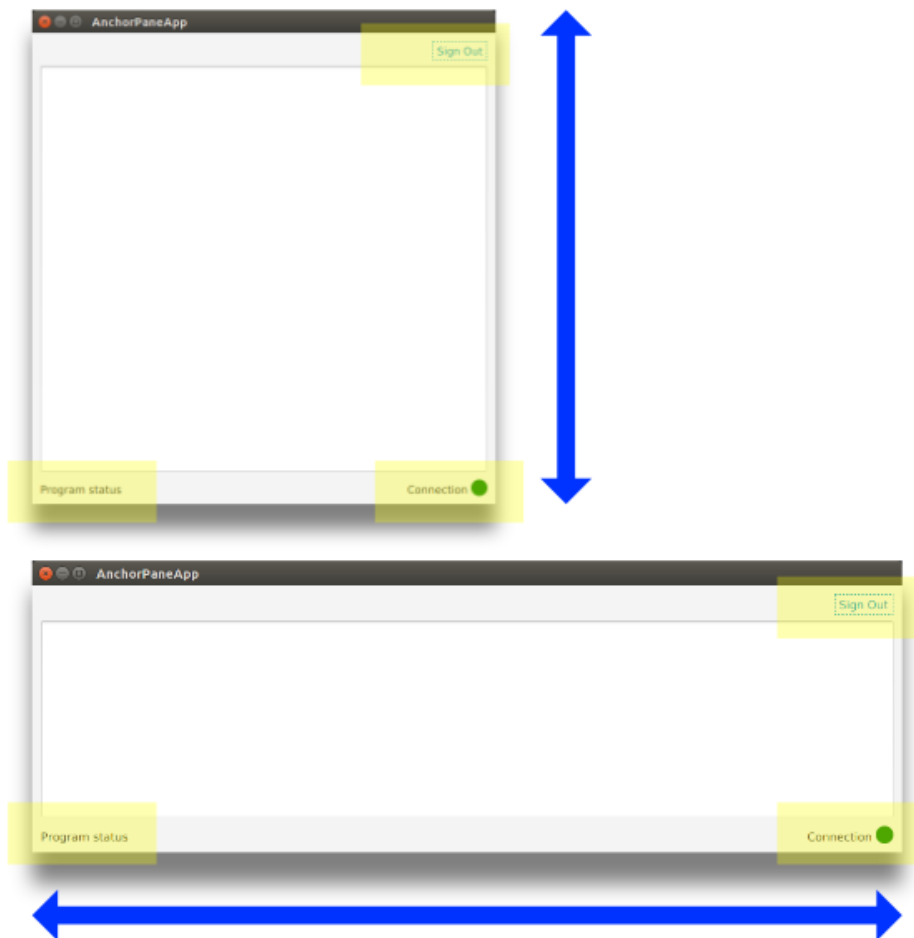 AnchorPaneApp
Sign Out
Program status
Connection
AnchorPaneApp
Sign Out
Program status
Connection